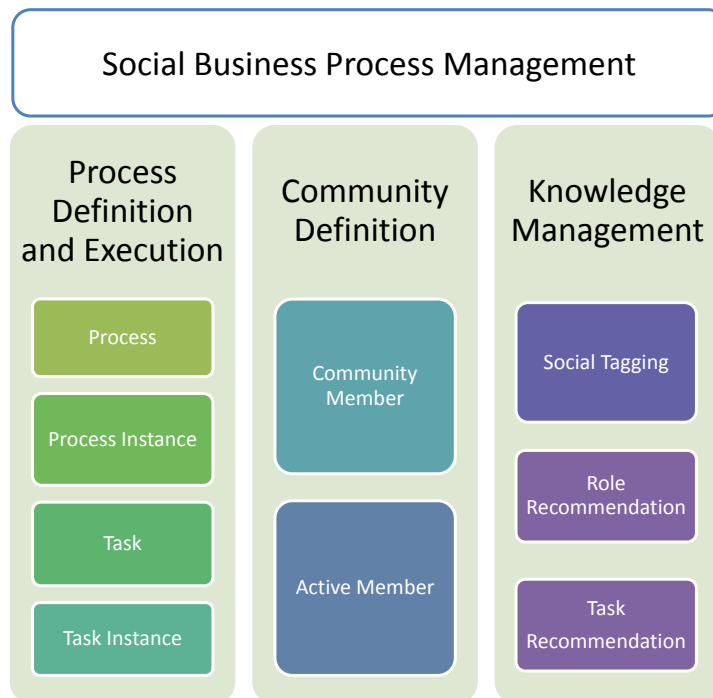 Social Business Process Management
Process
Definition
and Execution
Process
Process Instance
Task
Task Instance
Community
Definition
Community
Member
Active Member
Knowledge
Management
Social Tagging
Role
Recommendation
Task
Recommendation